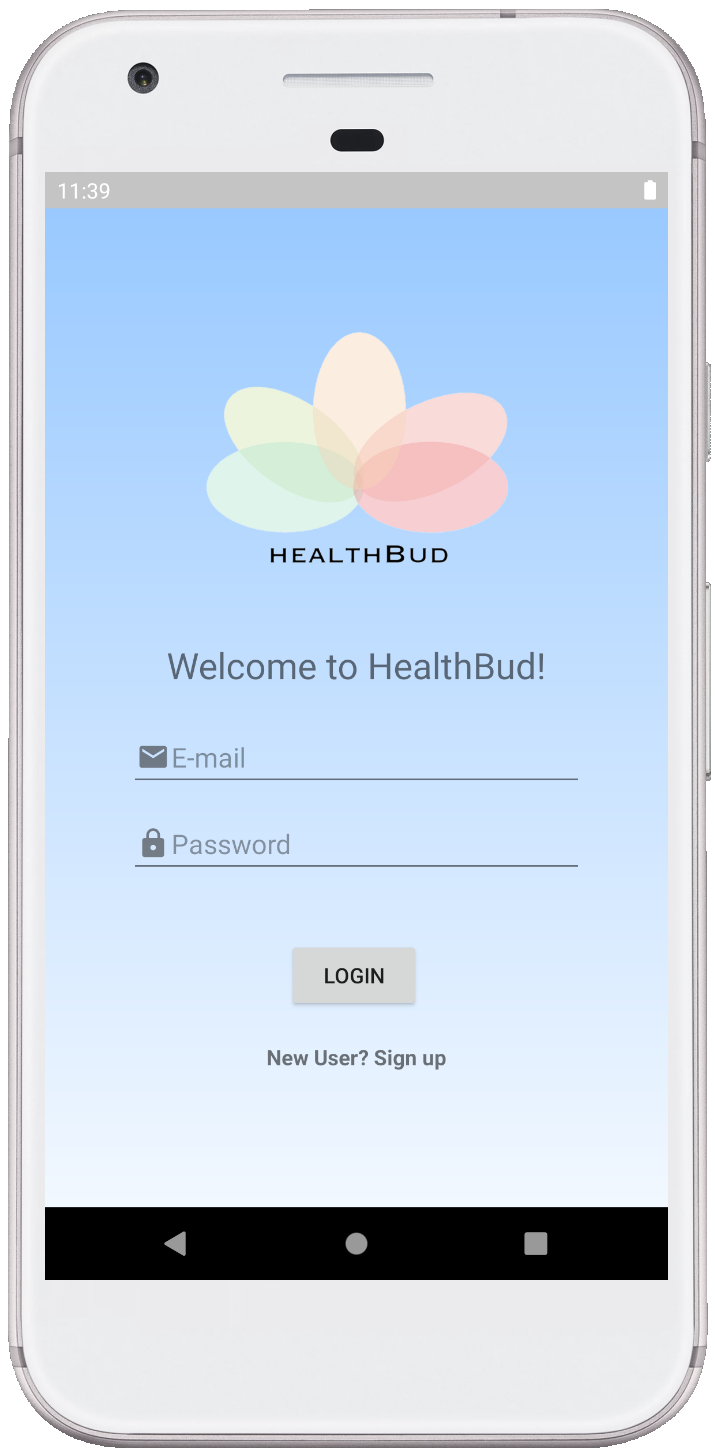 11:39
HEALTHBUD
Welcome to HealthBud!
E-mail
Password
LOGIN
New User? Sign up